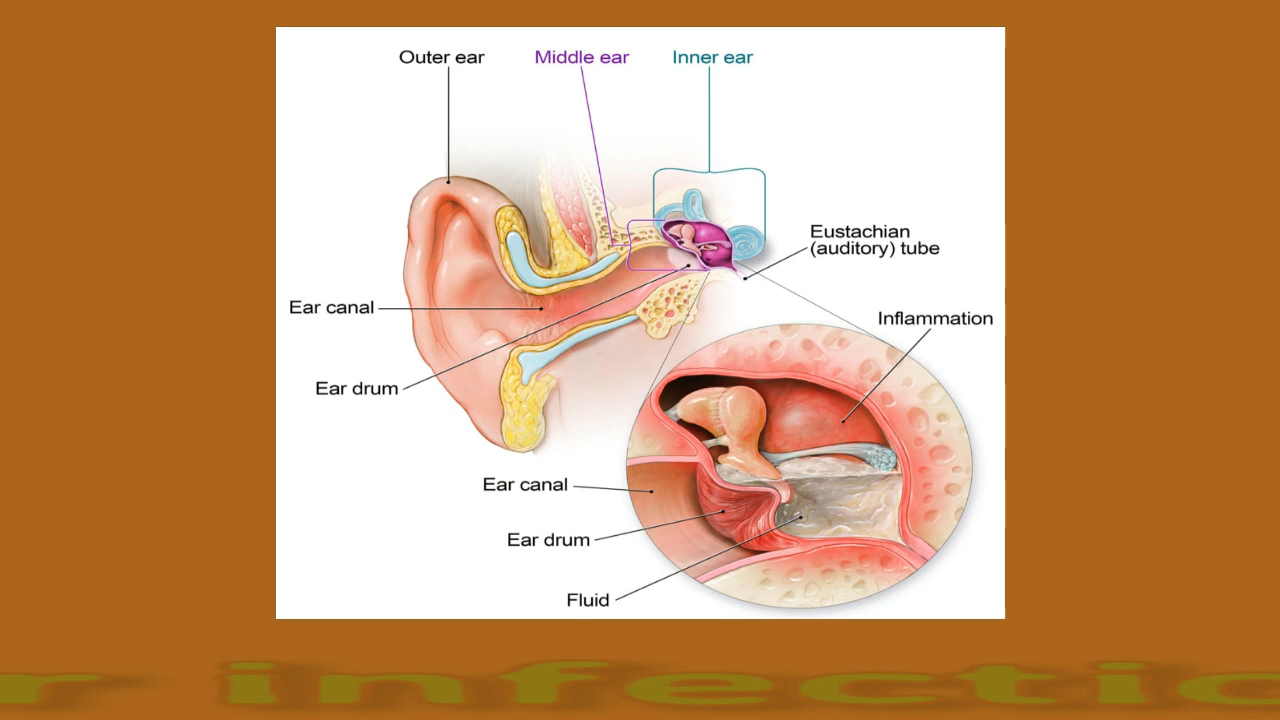 Outer ear
Middle ear
Inner ear
Eustachian
(auditory) tube
Ear canal
Inflammation
Ear drum
Ear canal
Ear drum
Fluid
r infectio